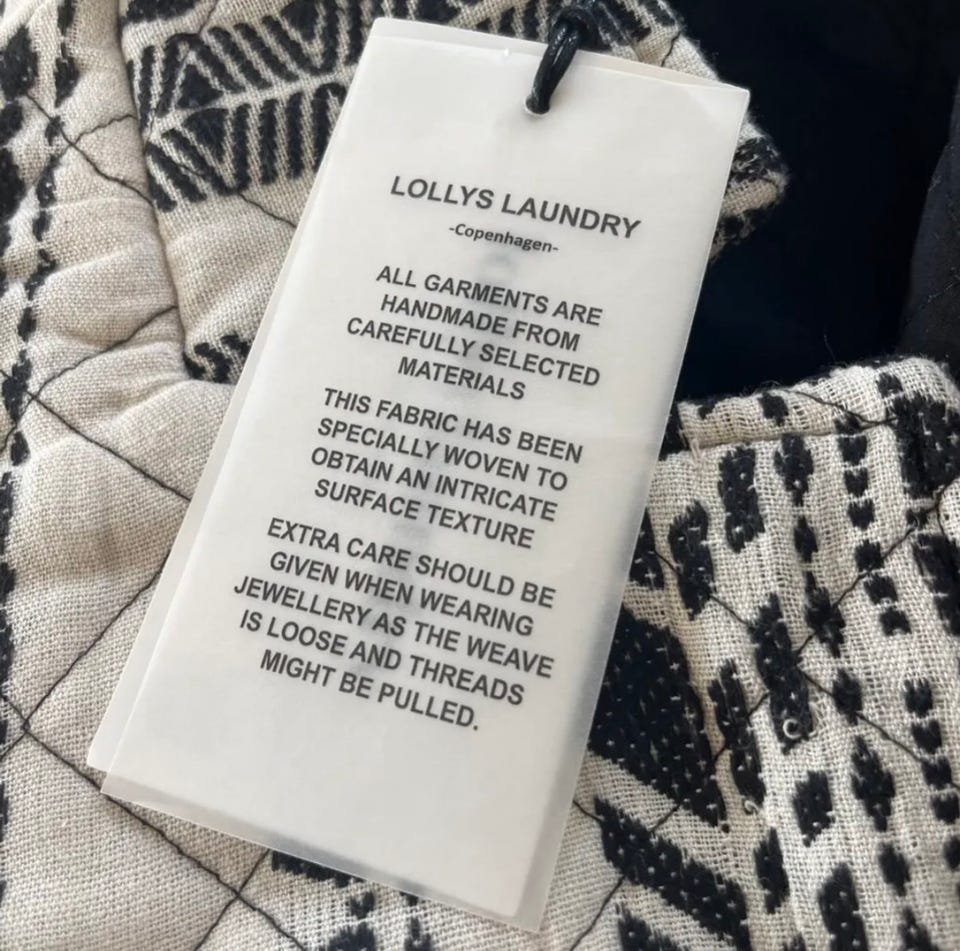 LOLLYS LAUNDRY
-Copenhagen-
ALL GARMENTS ARE
HANDMADE FROM
CAREFULLY SELECTED
MATERIALS
THIS FABRIC HAS BEEN
SPECIALLY WOVEN TO
OBTAIN AN INTRICATE
SURFACE TEXTURE
EXTRA CARE SHOULD BE
GIVEN WHEN WEARING
JEWELLERY AS THE WEAVE
IS LOOSE AND THREADS
MIGHT BE PULLED.